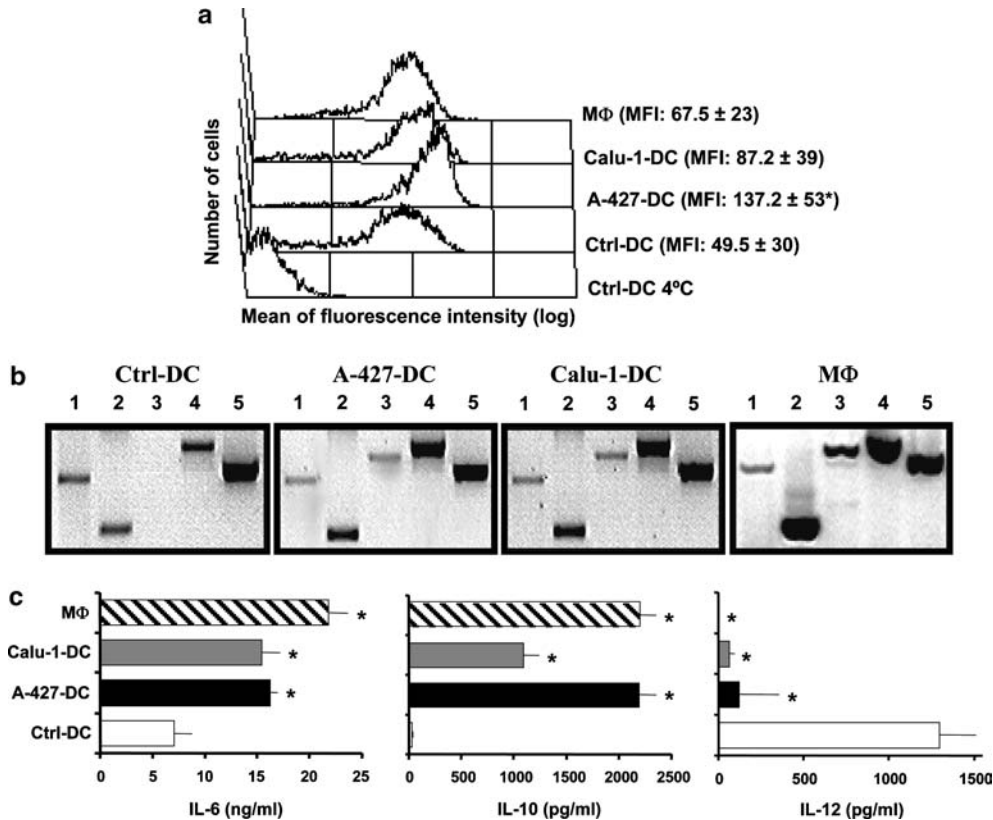 a
Number of cells
MΦ (MFI: 67.5 ± 23)
Calu-1-DC (MFI: 87.2 ± 39)
A-427-DC (MFI: 137.2 ± 53*)
Ctrl-DC (MFI: 49.5 ± 30)
Ctrl-DC 4ºC
Mean of fluorescence intensity (log)
b
Ctrl-DC A-427-DC Calu-1-DC MΦ
1 2 3 4 5 1 2 3 4 5 1 2 3 4 5 1 2 3 4 5
c
MΦ * * *
Calu-1-DC * * *
A-427-DC * * *
Ctrl-DC
0 5 10 15 20 25 0 500 1000 1500 2000 2500 0 500 1000 1500
IL-6 (ng/ml) IL-10 (pg/ml) IL-12 (pg/ml)